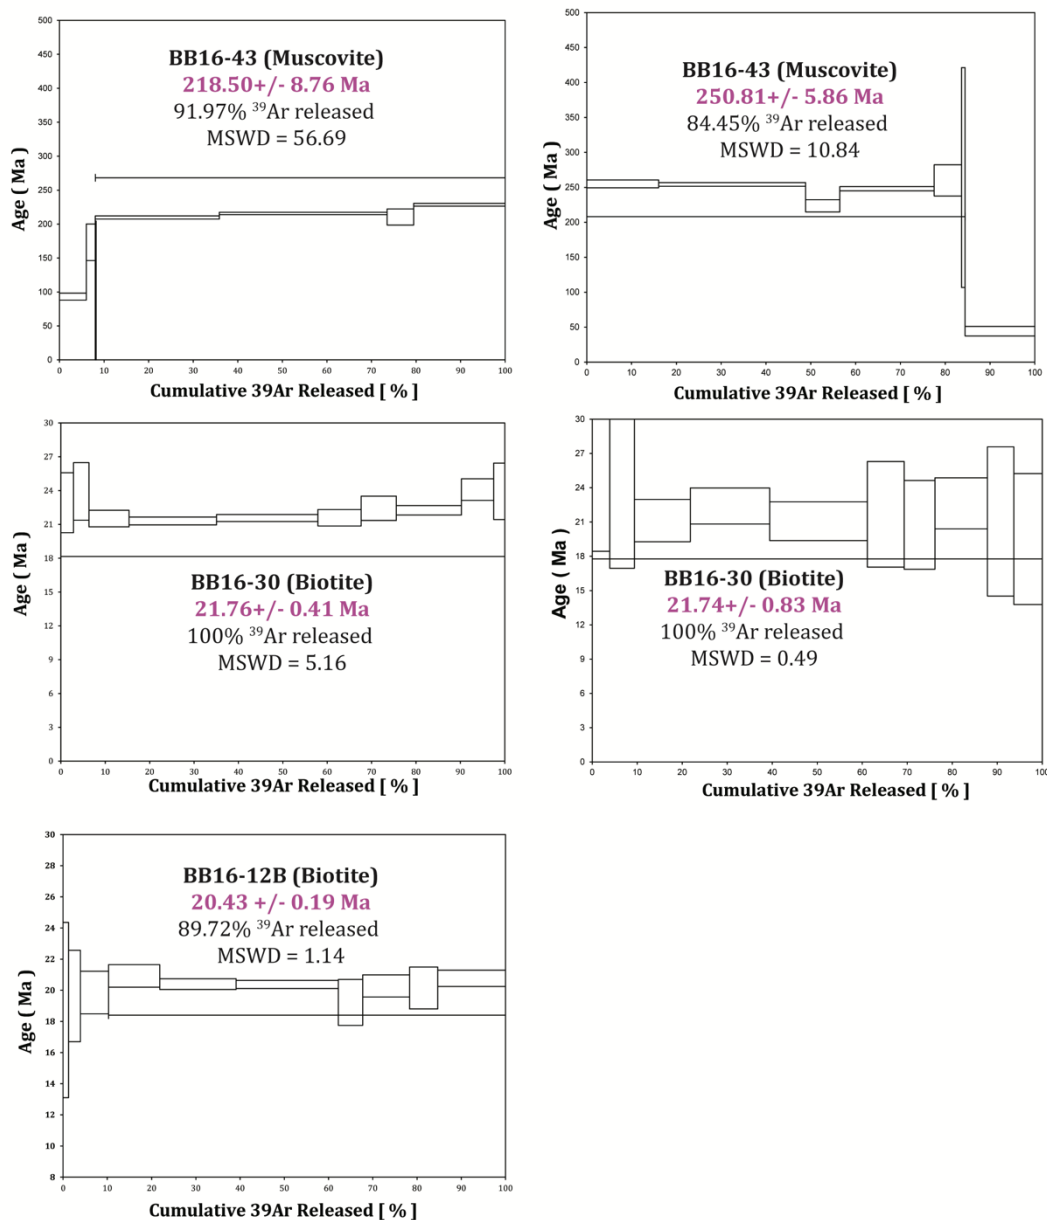 500
450
400
350
300
250
200
150
100
50
0
Age ( Ma )
BB16-43 (Muscovite)
218.50+/- 8.76 Ma
91.97% ³⁹Ar released
MSWD = 56.69
0 10 20 30 40 50 60 70 80 90 100
Cumulative 39Ar Released [ % ]
500
450
400
350
300
250
200
150
100
50
0
Age ( Ma )
BB16-43 (Muscovite)
250.81+/- 5.86 Ma
84.45% ³⁹Ar released
MSWD = 10.84
0 10 20 30 40 50 60 70 80 90 100
Cumulative 39Ar Released [ % ]
30
27
24
21
18
15
12
9
6
3
0
Age ( Ma )
BB16-30 (Biotite)
21.76+/- 0.41 Ma
100% ³⁹Ar released
MSWD = 5.16
0 10 20 30 40 50 60 70 80 90 100
Cumulative 39Ar Released [ % ]
30
27
24
21
18
15
12
9
6
3
0
Age ( Ma )
BB16-30 (Biotite)
21.74+/- 0.83 Ma
100% ³⁹Ar released
MSWD = 0.49
0 10 20 30 40 50 60 70 80 90 100
Cumulative 39Ar Released [ % ]
30
28
26
24
22
20
18
16
14
12
10
8
Age ( Ma )
BB16-12B (Biotite)
20.43 +/- 0.19 Ma
89.72% ³⁹Ar released
MSWD = 1.14
0 10 20 30 40 50 60 70 80 90 100
Cumulative 39Ar Released [ % ]